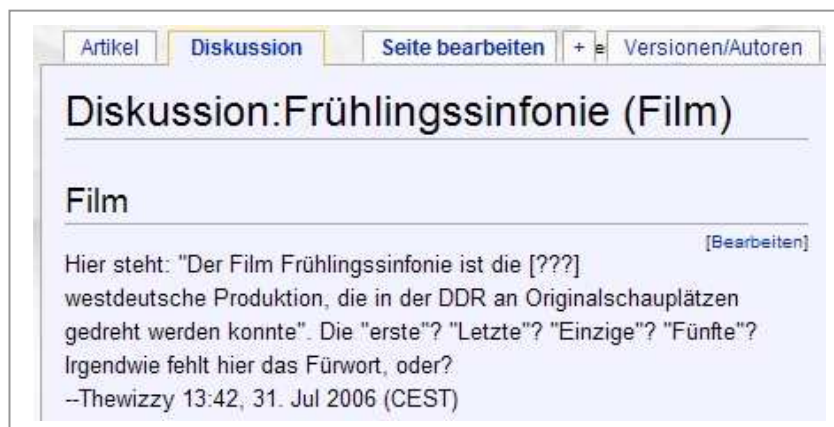 Artikel Diskussion Seite bearbeiten + e Versionen/Autoren
Diskussion:Frühlingssinfonie (Film)
Film
[Bearbeiten]
Hier steht: "Der Film Frühlingssinfonie ist die [???]
westdeutsche Produktion, die in der DDR an Originalschauplätzen
gedreht werden konnte". Die "erste"? "Letzte"? "Einzige"? "Fünfte"?
Irgendwie fehlt hier das Fürwort, oder?
--Thewizzy 13:42, 31. Jul 2006 (CEST)